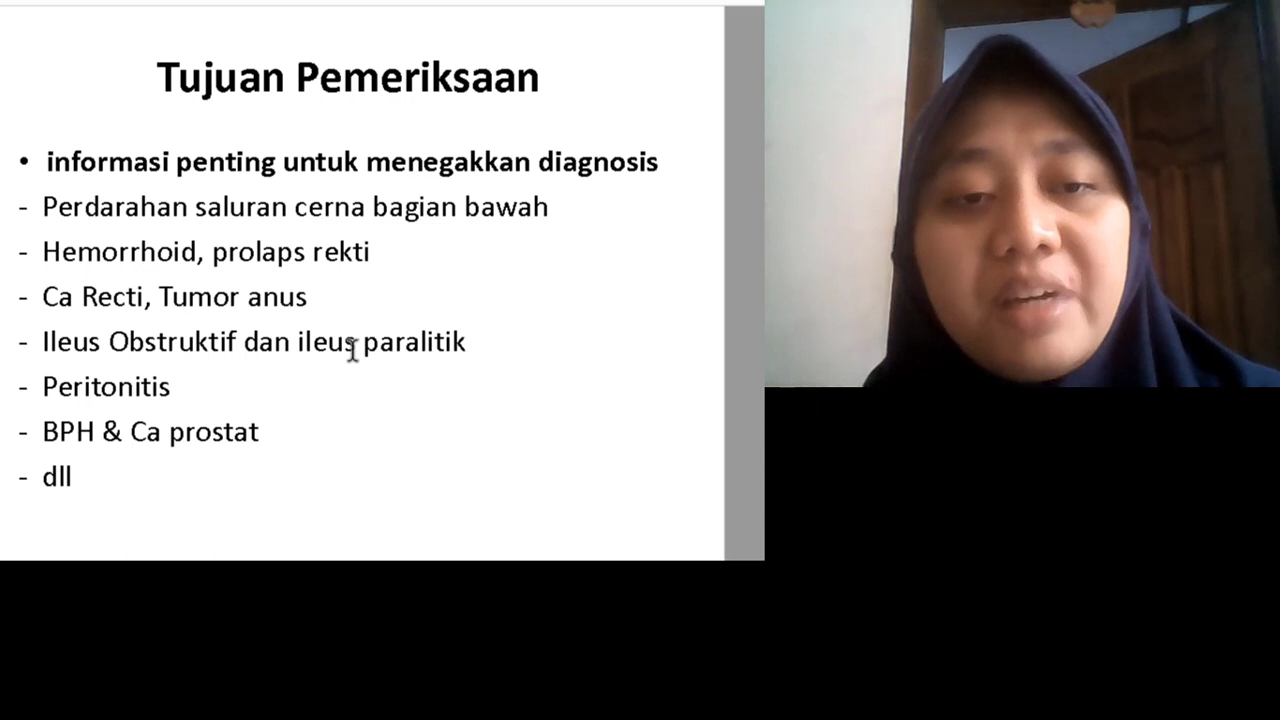 Tujuan Pemeriksaan
• informasi penting untuk menegakkan diagnosis
- Perdarahan saluran cerna bagian bawah
- Hemorrhoid, prolaps rekti
- Ca Recti, Tumor anus
- Ileus Obstruktif dan ileus paralitik
- Peritonitis
- BPH & Ca prostat
- dll